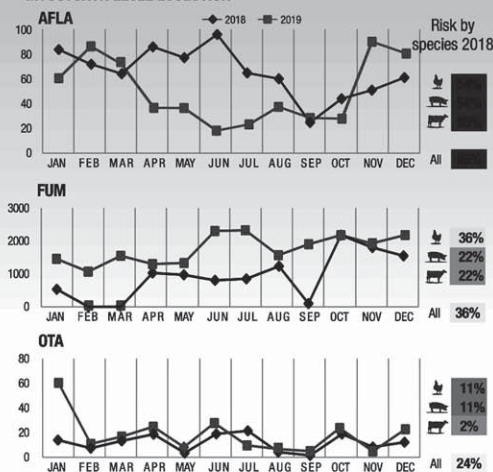 AFLA
2018 2019
Risk by
species 2018
100
80
60
40
20
0
JAN FEB MAR APR MAY JUN JUL AUG SEP OCT NOV DEC
All
FUM
3000
2000
1000
0
JAN FEB MAR APR MAY JUN JUL AUG SEP OCT NOV DEC
36%
22%
22%
All 36%
OTA
80
60
40
20
0
JAN FEB MAR APR MAY JUN JUL AUG SEP OCT NOV DEC
11%
11%
2%
All 24%